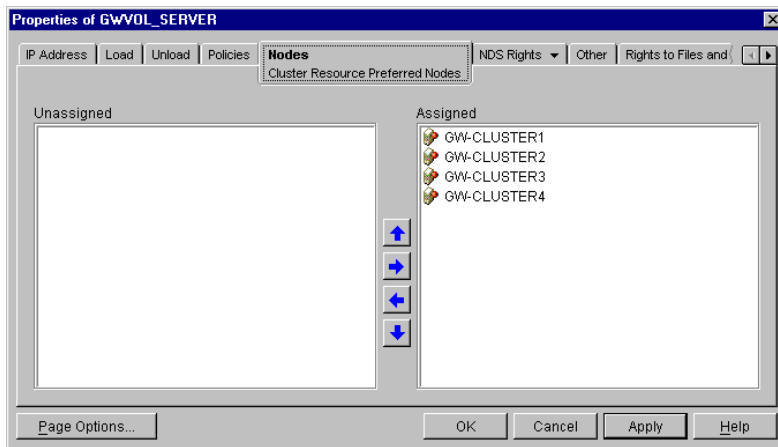 Properties of GWVOL_SERVER
IP Address Load Unload Policies Nodes NDS Rights Other Rights to Files and
Cluster Resource Preferred Nodes
Unassigned Assigned
GW-CLUSTER1
GW-CLUSTER2
GW-CLUSTER3
GW-CLUSTER4
Page Options... OK Cancel Apply Help